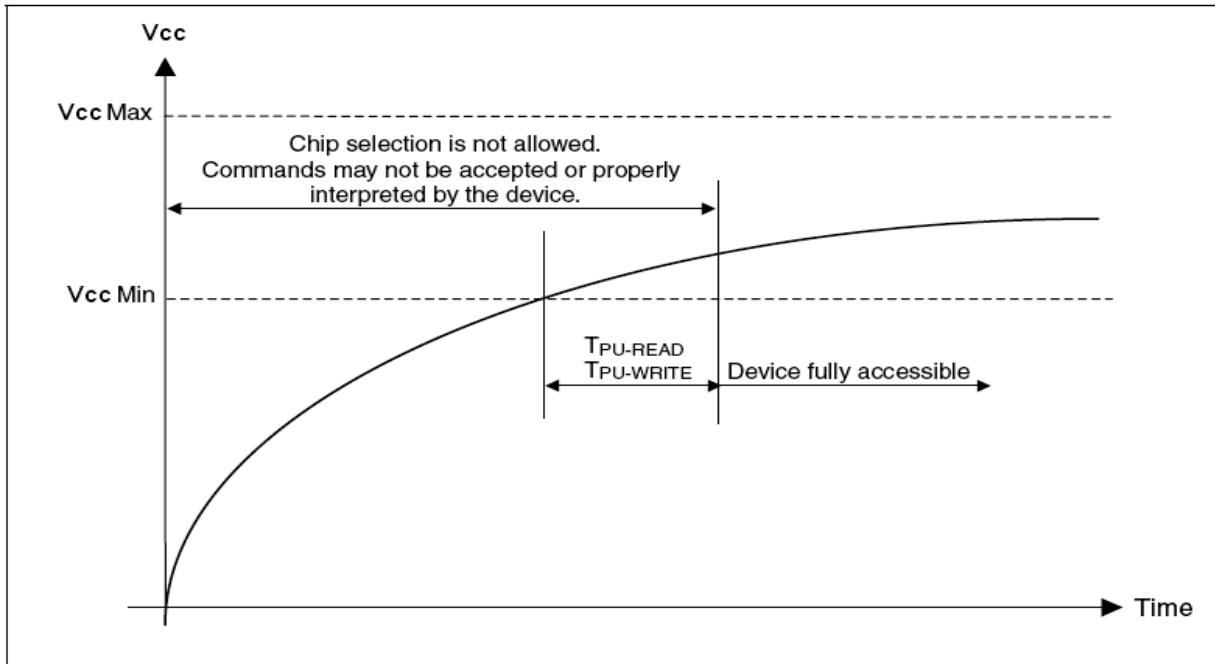 Vcc
Vcc Max
Chip selection is not allowed.
Commands may not be accepted or properly
interpreted by the device.
Vcc Min
TPU-READ
TPU-WRITE
Device fully accessible
Time